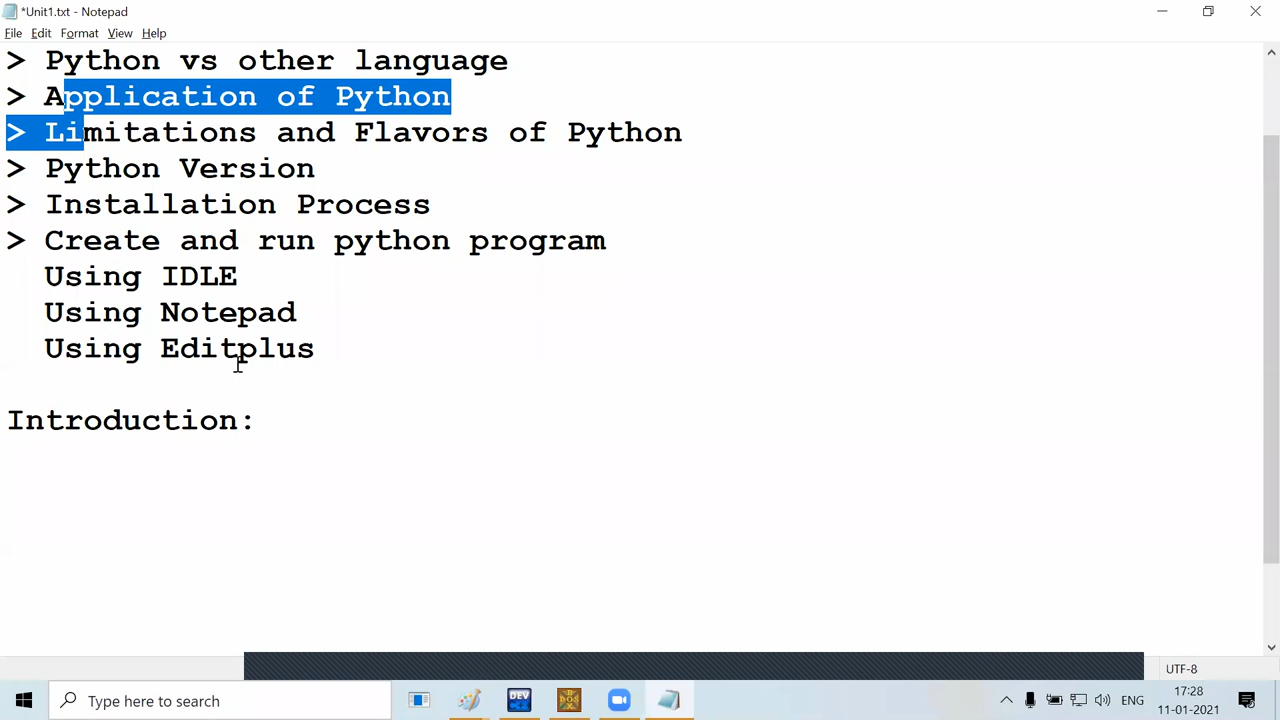 *Unit1.txt - Notepad
File Edit Format View Help
> Python vs other language
> Application of Python
> Limitations and Flavors of Python
> Python Version
> Installation Process
> Create and run python program
Using IDLE
Using Notepad
Using Editplus
Introduction:
UTF-8
Type here to search
DEV
ENG
17:28
11-01-2021